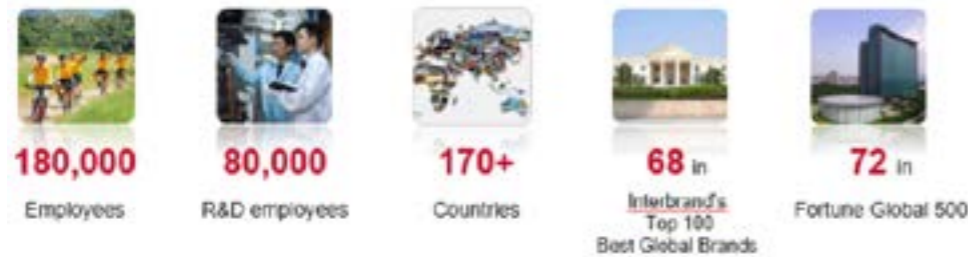 180,000
Employees
80,000
R&D employees
170+
Countries
68 in
Interbrand's
Top 100
Best Global Brands
72 in
Fortune Global 500